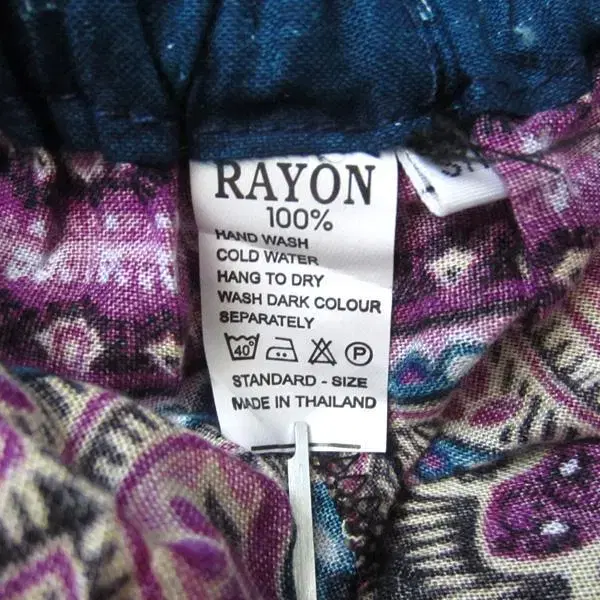 RAYON
100%
HAND WASH
COLD WATER
HANG TO DRY
WASH DARK COLOUR
SEPARATELY
40°
P
STANDARD - SIZE
MADE IN THAILAND